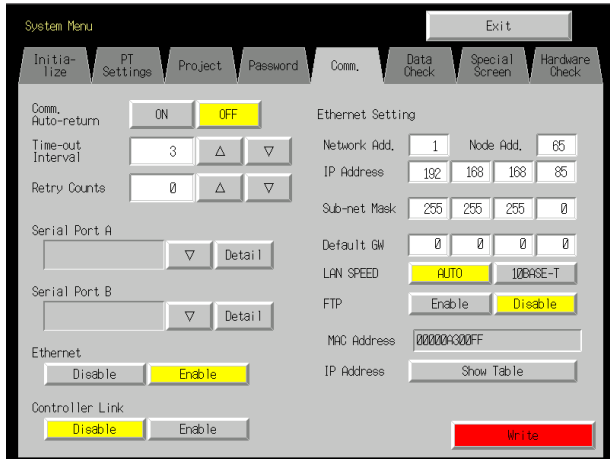 System Menu
Exit
Initia-
lize
PT
Settings
Project
Password
Comm.
Data
Check
Special
Screen
Hardware
Check
Comm.
Auto-return
ON
OFF
Time-out
Interval
3
△
▽
Retry Counts
0
△
▽
Serial Port A
▽
Detail
Serial Port B
▽
Detail
Ethernet
Disable
Enable
Controller Link
Disable
Enable
Ethernet Setting
Network Add.
1
Node Add.
65
IP Address
192
168
168
85
Sub-net Mask
255
255
255
0
Default GW
0
0
0
0
LAN SPEED
AUTO
10BASE-T
FTP
Enable
Disable
MAC Address
00000A300FF
IP Address
Show Table
Write